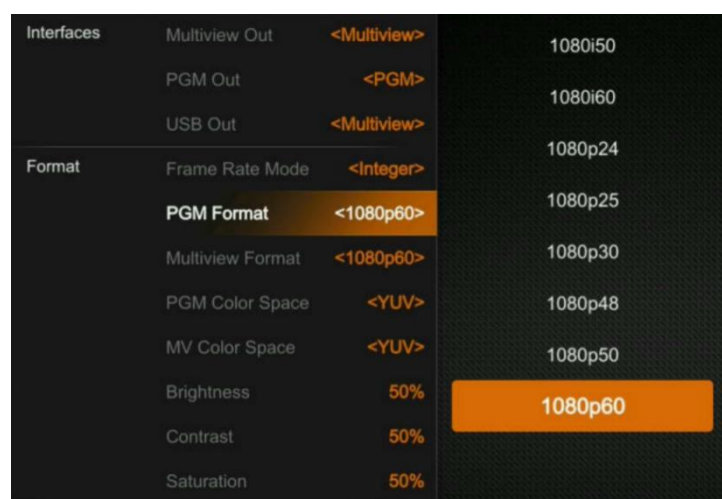 Interfaces Multiview Out <Multiview>
PGM Out <PGM>
USB Out <Multiview>
Format Frame Rate Mode <Integer>
PGM Format <1080p60>
Multiview Format <1080p60>
PGM Color Space <YUV>
MV Color Space <YUV>
Brightness 50%
Contrast 50%
Saturation 50%
1080i50
1080i60
1080p24
1080p25
1080p30
1080p48
1080p50
1080p60